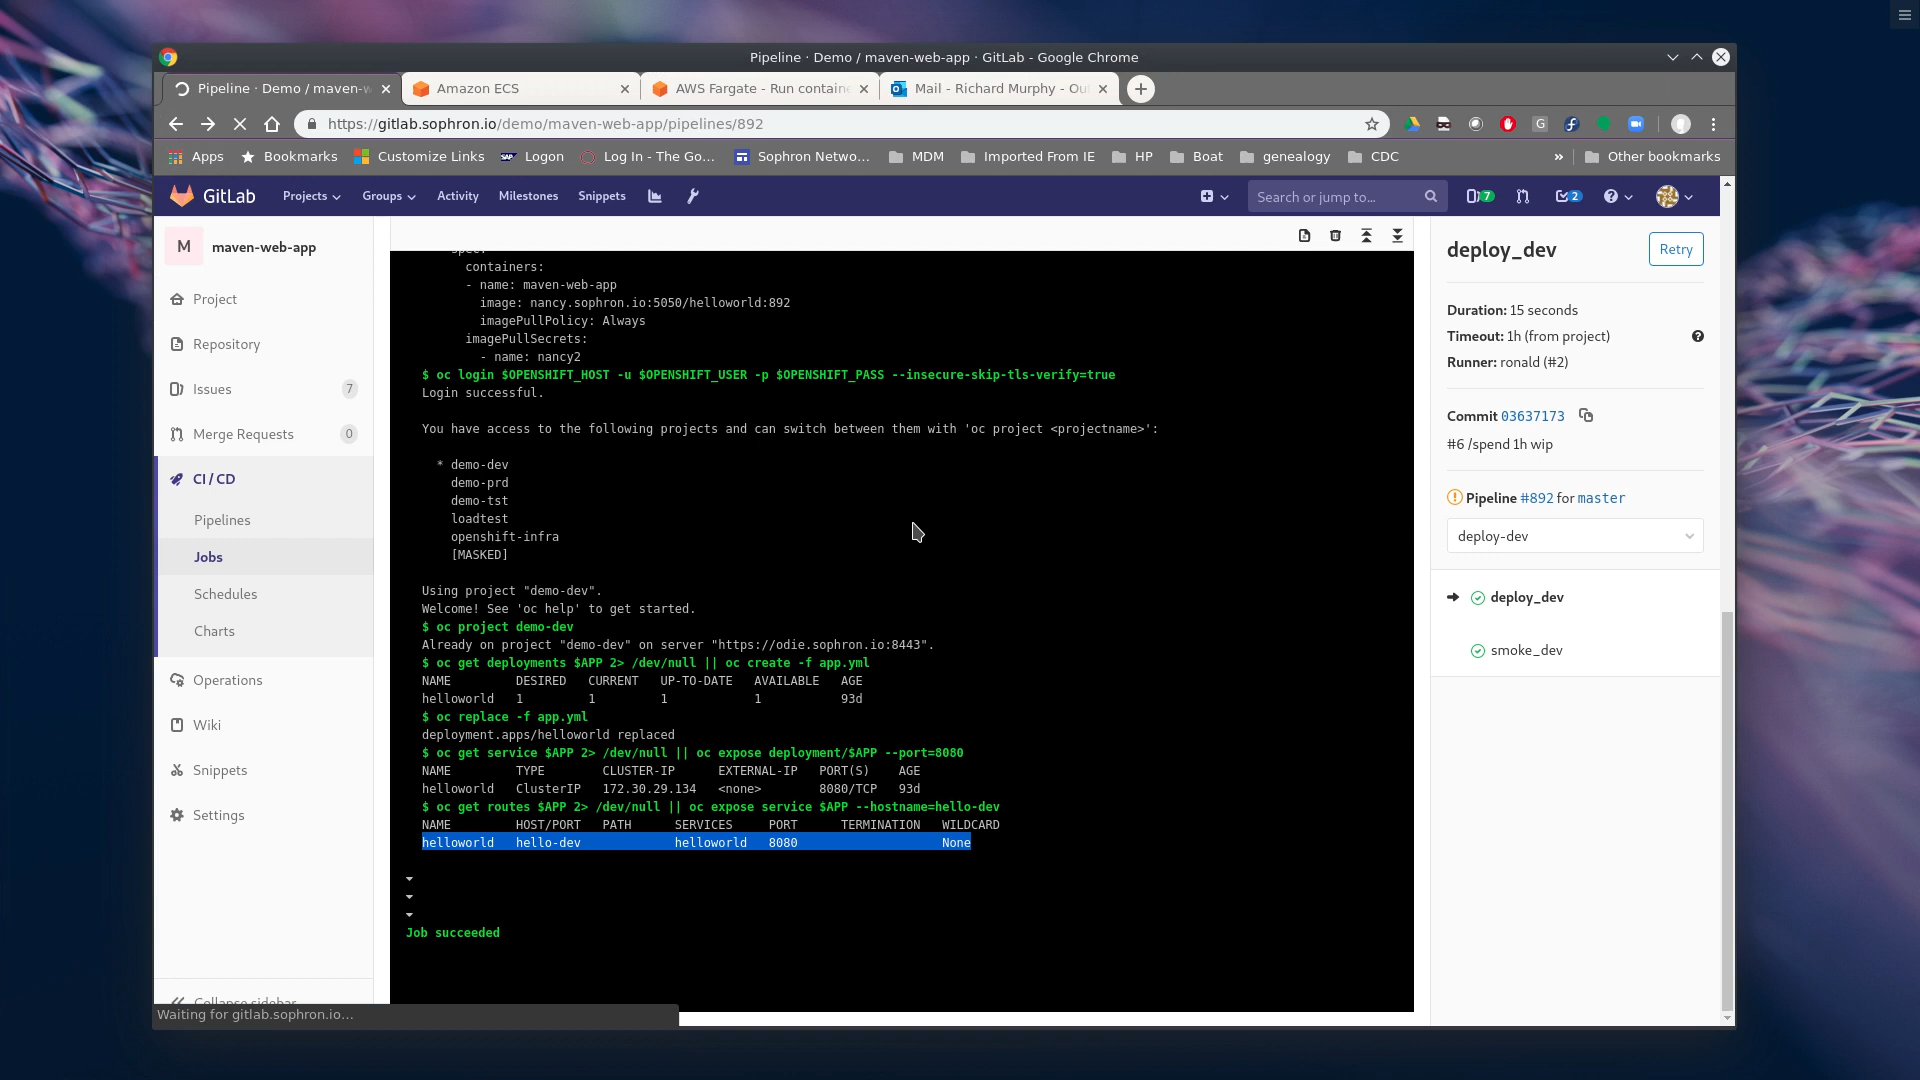 Pipeline · Demo / maven-web-app · GitLab - Google Chrome
Pipeline · Demo / maven-w
Amazon ECS
AWS Fargate - Run containe
Mail - Richard Murphy - Ou
https://gitlab.sophron.io/demo/maven-web-app/pipelines/892
Apps
Bookmarks
Customize Links
SAP
Logon
Log In - The Go...
Sophron Netwo...
MDM
Imported From IE
HP
Boat
genealogy
CDC
»
Other bookmarks
GitLab
Projects
Groups
Activity
Milestones
Snippets
Search or jump to...
7
2
M
maven-web-app
Project
Repository
Issues 7
Merge Requests 0
CI / CD
Pipelines
Jobs
Schedules
Charts
Operations
Wiki
Snippets
Settings
Collapse sidebar
Waiting for gitlab.sophron.io...
spec:
containers:
- name: maven-web-app
image: nancy.sophron.io:5050/helloworld:892
imagePullPolicy: Always
imagePullSecrets:
- name: nancy2
$ oc login $OPENSHIFT_HOST -u $OPENSHIFT_USER -p $OPENSHIFT_PASS --insecure-skip-tls-verify=true
Login successful.
You have access to the following projects and can switch between them with 'oc project <projectname>':
* demo-dev
demo-prd
demo-tst
loadtest
openshift-infra
[MASKED]
Using project "demo-dev".
Welcome! See 'oc help' to get started.
$ oc project demo-dev
Already on project "demo-dev" on server "https://odie.sophron.io:8443".
$ oc get deployments $APP 2> /dev/null || oc create -f app.yml
NAME DESIRED CURRENT UP-TO-DATE AVAILABLE AGE
helloworld 1 1 1 1 93d
$ oc replace -f app.yml
deployment.apps/helloworld replaced
$ oc get service $APP 2> /dev/null || oc expose deployment/$APP --port=8080
NAME TYPE CLUSTER-IP EXTERNAL-IP PORT(S) AGE
helloworld ClusterIP 172.30.29.134 <none> 8080/TCP 93d
$ oc get routes $APP 2> /dev/null || oc expose service $APP --hostname=hello-dev
NAME HOST/PORT PATH SERVICES PORT TERMINATION WILDCARD
helloworld hello-dev helloworld 8080 None
Job succeeded
deploy_dev
Retry
Duration: 15 seconds
Timeout: 1h (from project)
Runner: ronald (#2)
Commit 03637173
#6 /spend 1h wip
Pipeline #892 for master
deploy-dev
deploy_dev
smoke_dev